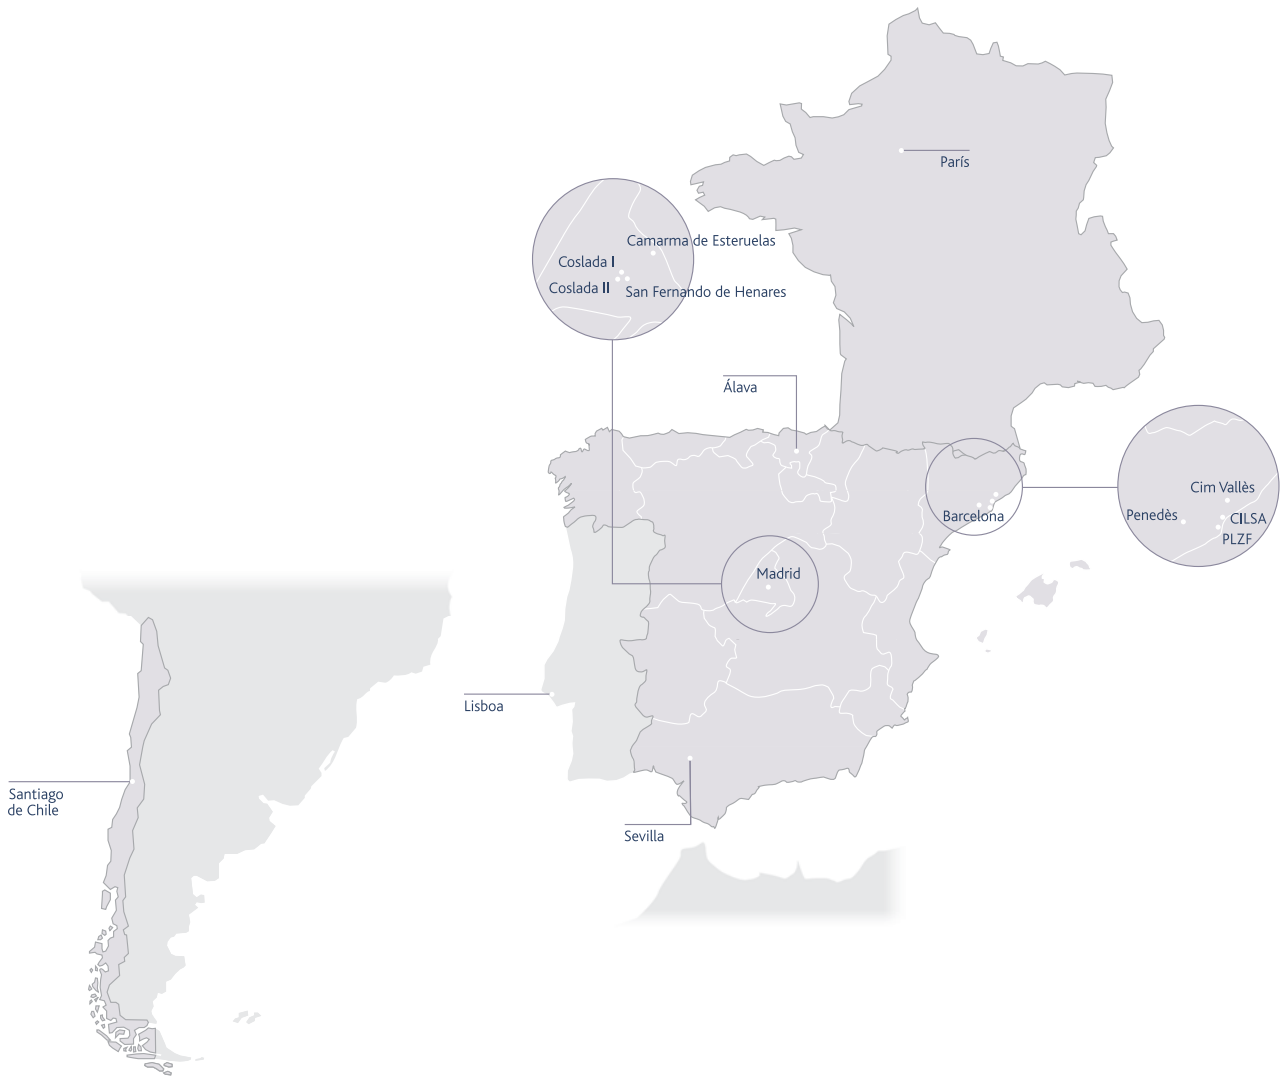 París
Camarma de Esteruelas
Coslada I
Coslada II
San Fernando de Henares
Álava
Cim Vallès
Penedès
CILSA
PLZF
Barcelona
Madrid
Lisboa
Santiago
de Chile
Sevilla